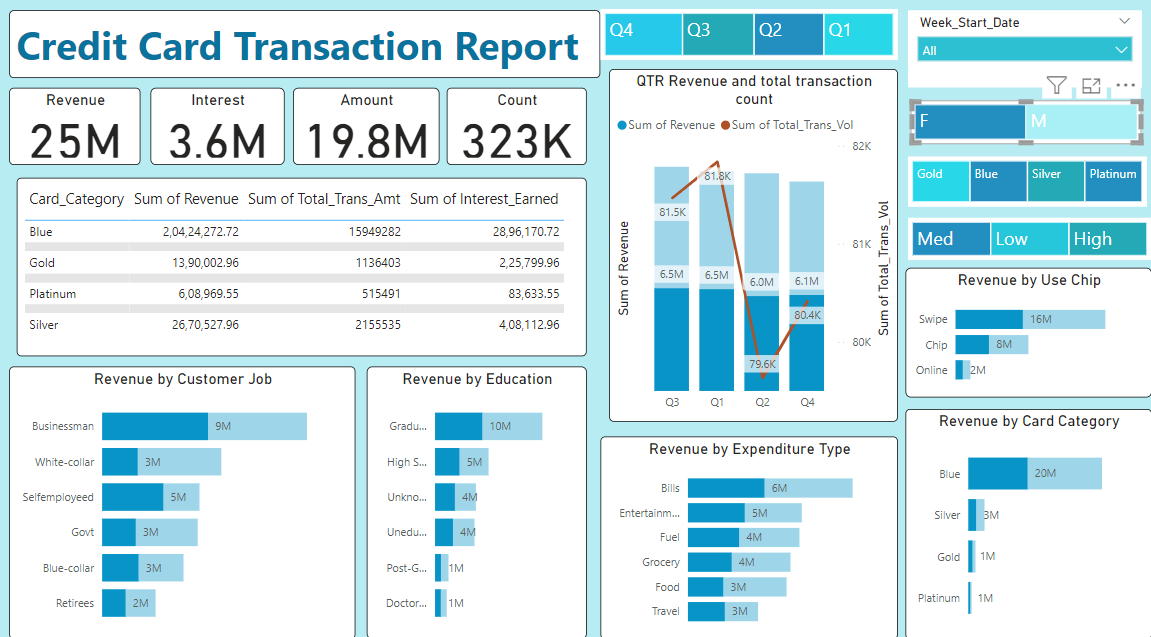 Credit Card Transaction Report
Q4 Q3 Q2 Q1
Week_Start_Date
All
F M
Gold Blue Silver Platinum
Med Low High
Revenue
25M
Interest
3.6M
Amount
19.8M
Count
323K
Card_Category Sum of Revenue Sum of Total_Trans_Amt Sum of Interest_Earned
Blue 2,04,24,272.72 15949282 28,96,170.72
Gold 13,90,002.96 1136403 2,25,799.96
Platinum 6,08,969.55 515491 83,633.55
Silver 26,70,527.96 2155535 4,08,112.96
QTR Revenue and total transaction
count
Sum of Revenue Sum of Total_Trans_Vol
82K
81.8K
81.5K
81K
6.5M 6.5M 6.0M 6.1M
80.4K
80K
79.6K
Q3 Q1 Q2 Q4
Sum of Revenue
Sum of Total_Trans_Vol
Revenue by Use Chip
Swipe 16M
Chip 8M
Online 2M
Revenue by Customer Job
Businessman 9M
White-collar 3M
Selfemployeed 5M
Govt 3M
Blue-collar 3M
Retirees 2M
Revenue by Education
Gradu... 10M
High S... 5M
Unkno... 4M
Unedu... 4M
Post-G... 1M
Doctor... 1M
Revenue by Expenditure Type
Bills 6M
Entertainm... 5M
Fuel 4M
Grocery 4M
Food 3M
Travel 3M
Revenue by Card Category
Blue 20M
Silver 3M
Gold 1M
Platinum 1M